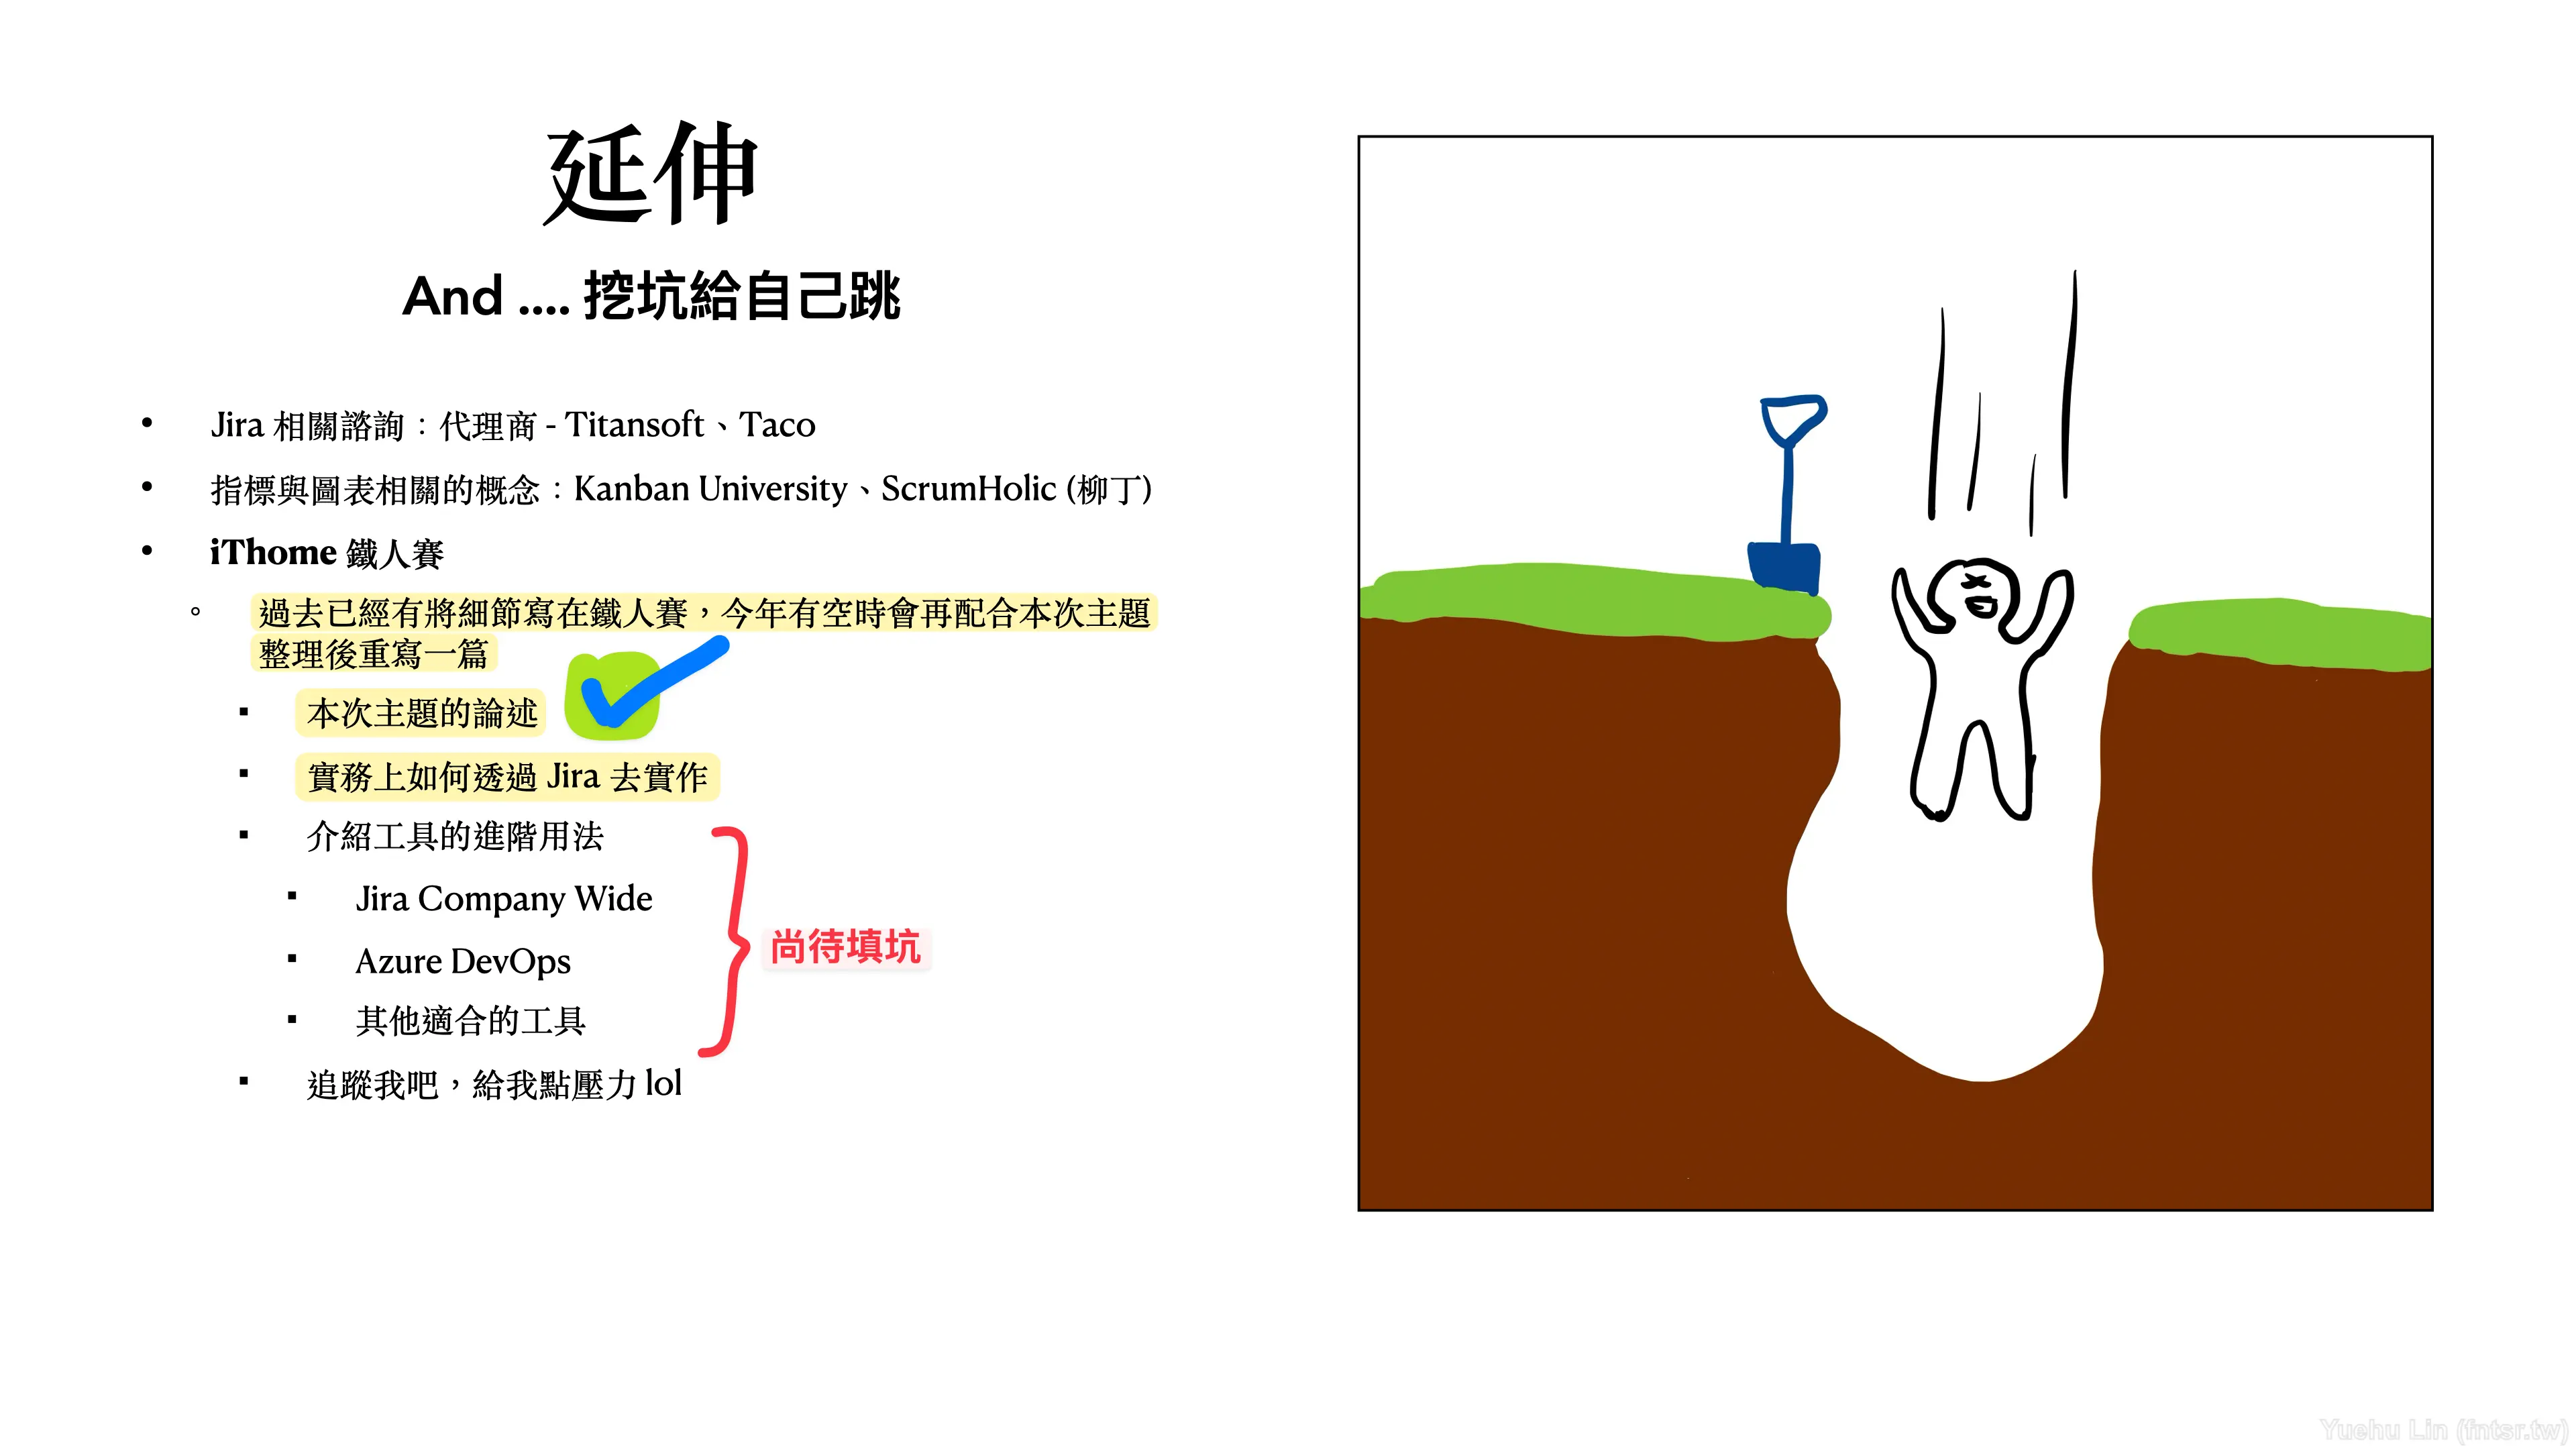 延伸
And .... 挖坑給自己跳
• Jira 相關諮詢：代理商 - Titansoft、Taco
• 指標與圖表相關的概念：Kanban University、ScrumHolic (柳丁)
• iThome 鐵人賽
◦ 過去已經有將細節寫在鐵人賽，今年有空時會再配合本次主題
整理後重寫一篇
▪ 本次主題的論述
▪ 實務上如何透過 Jira 去實作
▪ 介紹工具的進階用法
▪ Jira Company Wide
▪ Azure DevOps
▪ 其他適合的工具
尚待填坑
▪ 追蹤我吧，給我點壓力 lol
Yuehu Lin (fntsr.tw)